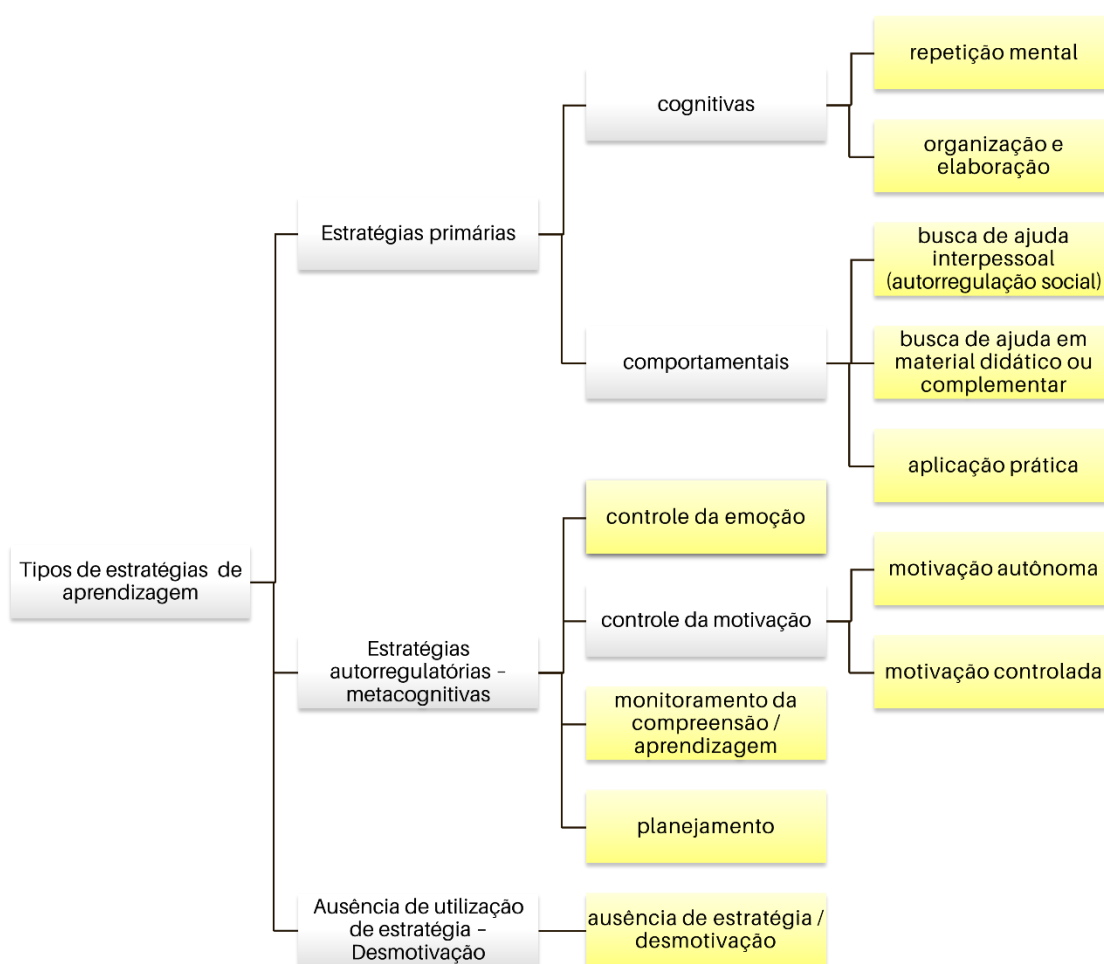 Tipos de estratégias de
aprendizagem
Estratégias primárias
cognitivas
repetição mental
organização e
elaboração
comportamentais
busca de ajuda
interpessoal
(autorregulação social)
busca de ajuda em
material didático ou
complementar
aplicação prática
Estratégias
autorregulatórias –
metacognitivas
controle da emoção
controle da motivação
motivação autônoma
motivação controlada
monitoramento da
compreensão /
aprendizagem
planejamento
Ausência de utilização
de estratégia –
Desmotivação
ausência de estratégia /
desmotivação